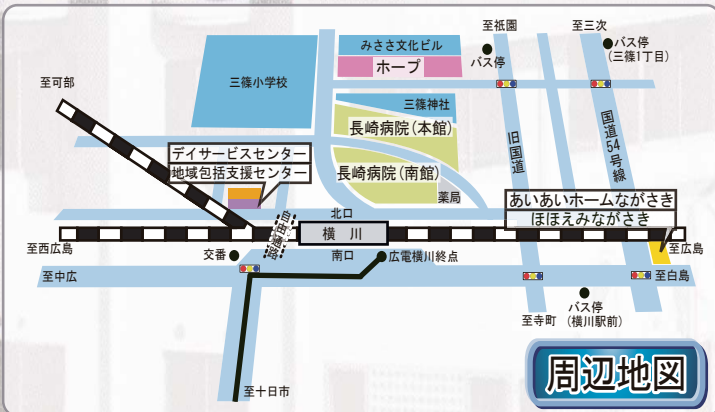 至祇園
至三次
みささ文化ビル
バス停
バス停
(三篠1丁目)
ホープ
至可部
三篠小学校
三篠神社
長崎病院(本館)
旧国道
国道54号線
デイサービスセンター
地域包括支援センター
長崎病院(南館)
薬局
あいあいホームながさき
ほほえみながさき
北口
自由通路
横川
至西広島
交番
南口
広電横川終点
至広島
至中広
至白島
バス停
(横川駅前)
至寺町
至十日市
周辺地図